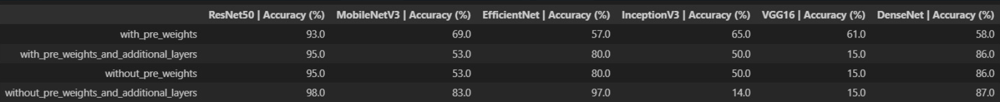 ResNet50 | Accuracy (%) MobileNetV3 | Accuracy (%) EfficientNet | Accuracy (%) InceptionV3 | Accuracy (%) VGG16 | Accuracy (%) DenseNet | Accuracy (%)
with_pre_weights 93.0 69.0 57.0 65.0 61.0 58.0
with_pre_weights_and_additional_layers 95.0 53.0 80.0 50.0 15.0 86.0
without_pre_weights 95.0 53.0 80.0 50.0 15.0 86.0
without_pre_weights_and_additional_layers 98.0 83.0 97.0 14.0 15.0 87.0